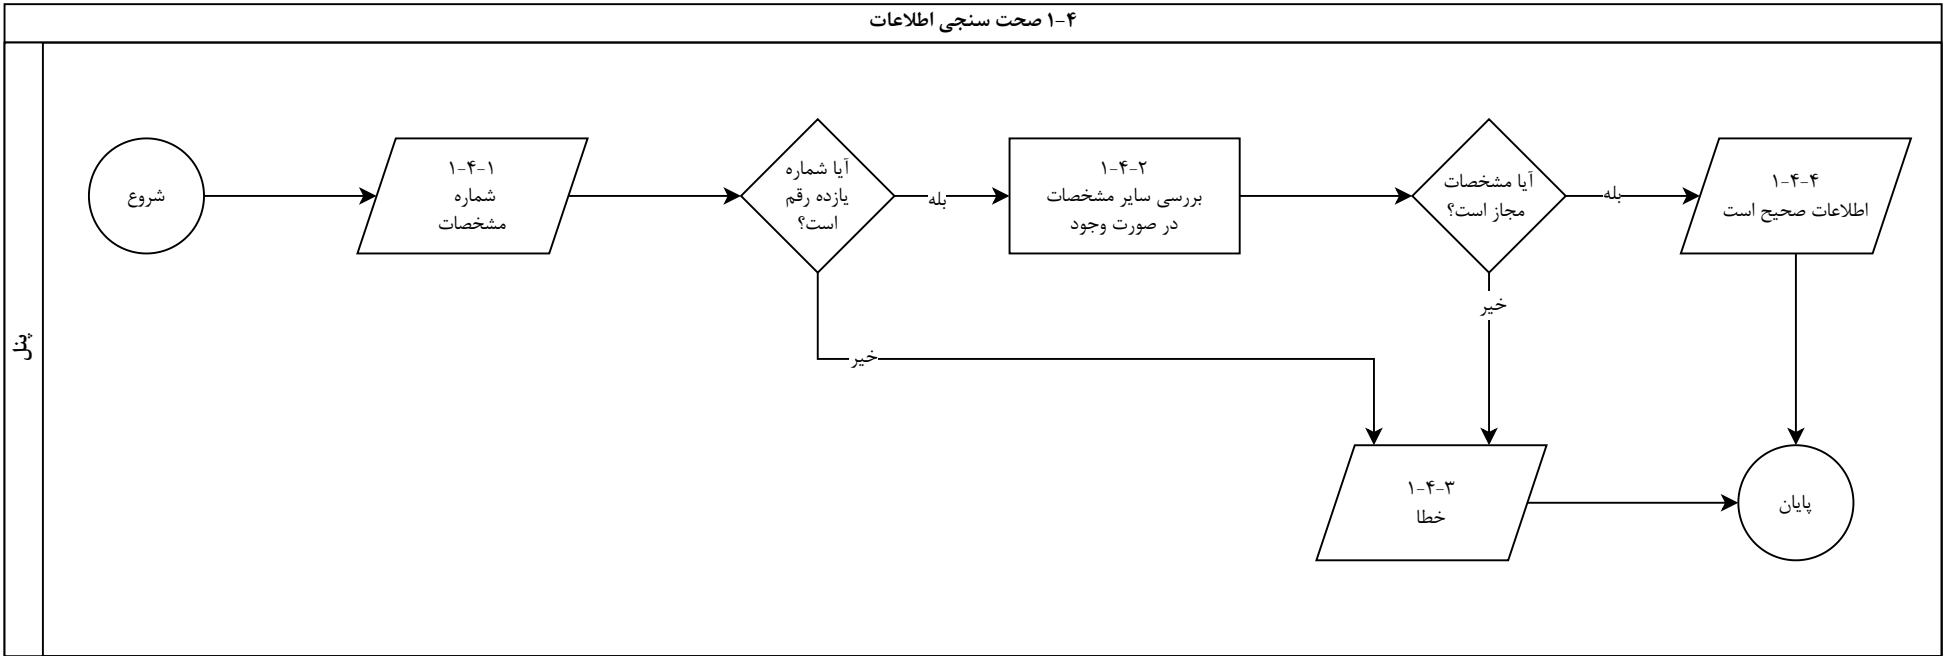 ۱-۴ صحت سنجی اطلاعات
پنل
شروع
۱-۴-۱
شماره
مشخصات
آیا شماره
یازده رقم
است؟
بله
۱-۴-۲
بررسی سایر مشخصات
در صورت وجود
آیا مشخصات
مجاز است؟
بله
۱-۴-۴
اطلاعات صحیح است
خیر
خیر
۱-۴-۳
خطا
پایان